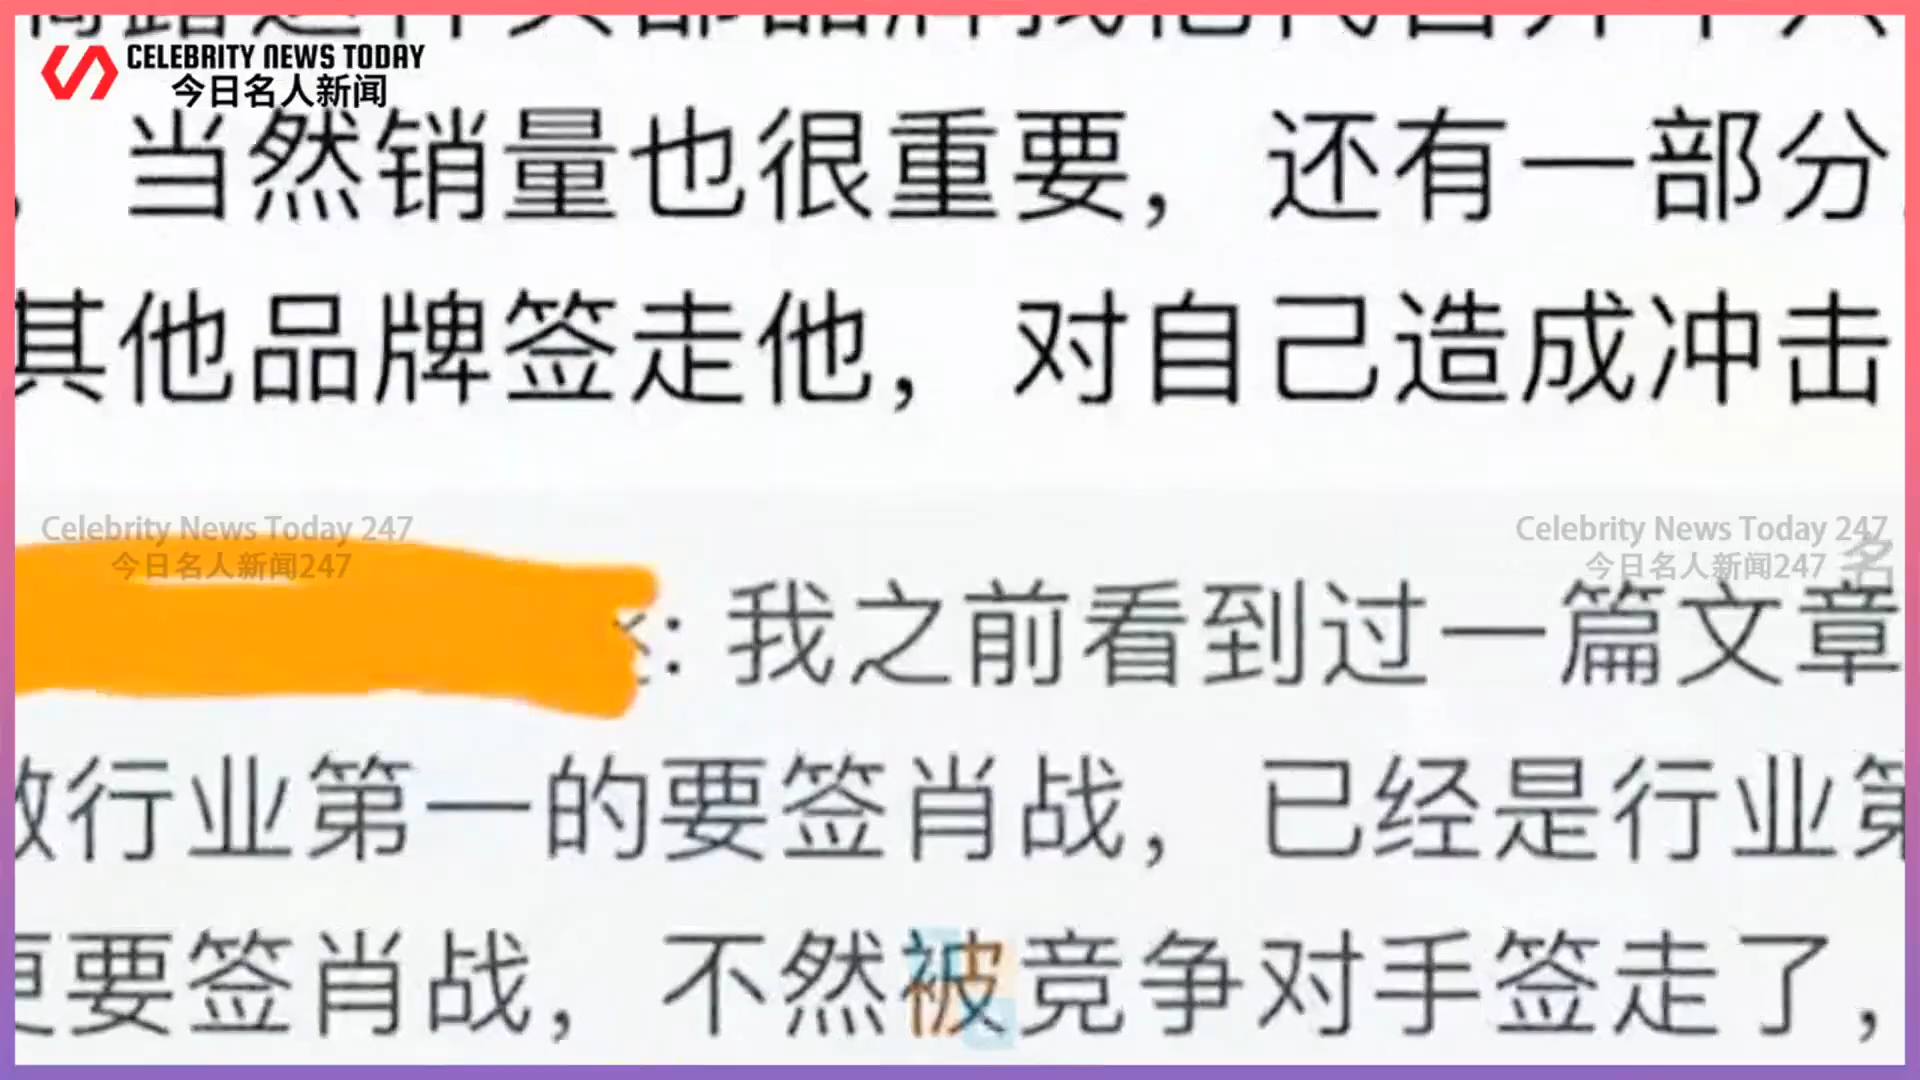 CELEBRITY NEWS TODAY
今日名人新闻
，当然销量也很重要，还有一部分
其他品牌签走他，对自己造成冲击
Celebrity News Today 247
今日名人新闻247
Celebrity News Today 247
今日名人新闻247
名
：我之前看到过一篇文章
行业第一的要签肖战，已经是行业第
更要签肖战，不然被竞争对手签走了，